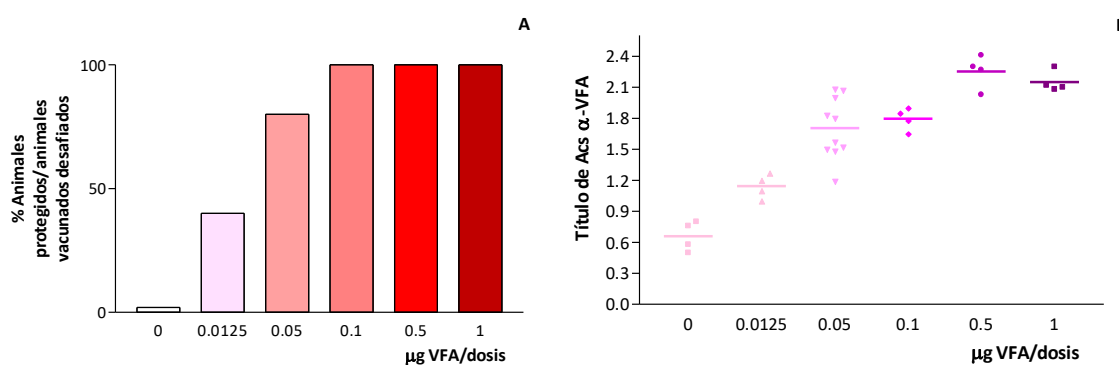 A
% Animales
protegidos/animales
vacunados desafiados
100
50
0
0 0.0125 0.05 0.1 0.5 1
µg VFA/dosis
Título de Acs α-VFA
2.4
2.1
1.8
1.5
1.2
0.9
0.6
0.3
0.0
0 0.0125 0.05 0.1 0.5 1
µg VFA/dosis